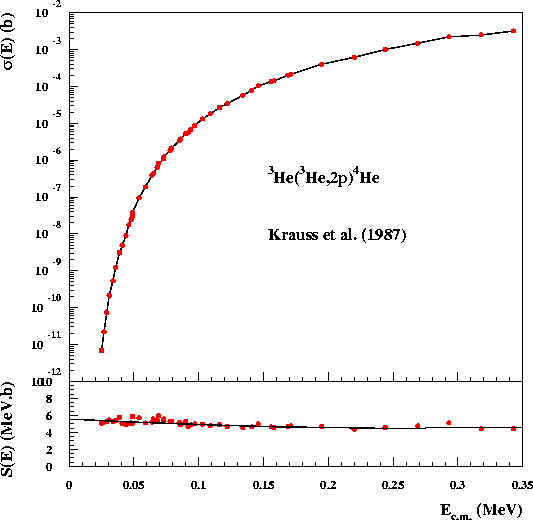 σ(E) (b)
10 -2
10 -3
10 -4
10 -5
10 -6
10 -7
10 -8
10 -9
10 -10
10 -11
10 -12
3He(3He,2p)4He
Krauss et al. (1987)
S(E) (MeV.b)
10
8
6
4
2
0
0 0.05 0.1 0.15 0.2 0.25 0.3 0.35
Ec.m. (MeV)